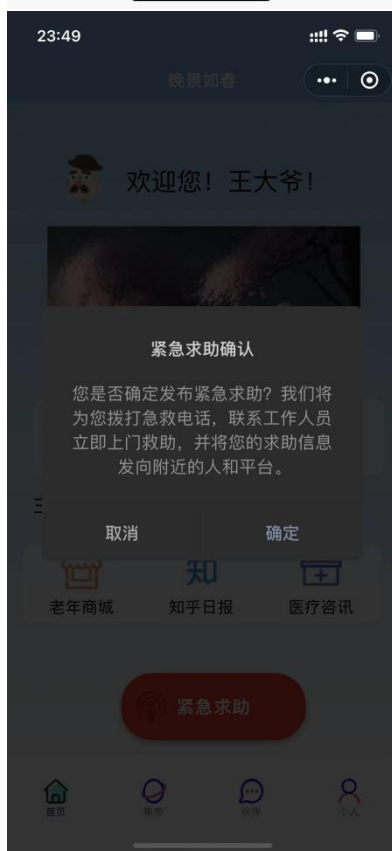 23:49
晚景如春
欢迎您！王大爷！
紧急求助确认
您是否确定发布紧急求助？我们将
为您拨打急救电话，联系工作人员
立即上门救助，并将您的求助信息
发向附近的人和平台。
取消
确定
知
老年商城
知乎日报
医疗咨讯
紧急求助
首页
集市
伙伴
个人